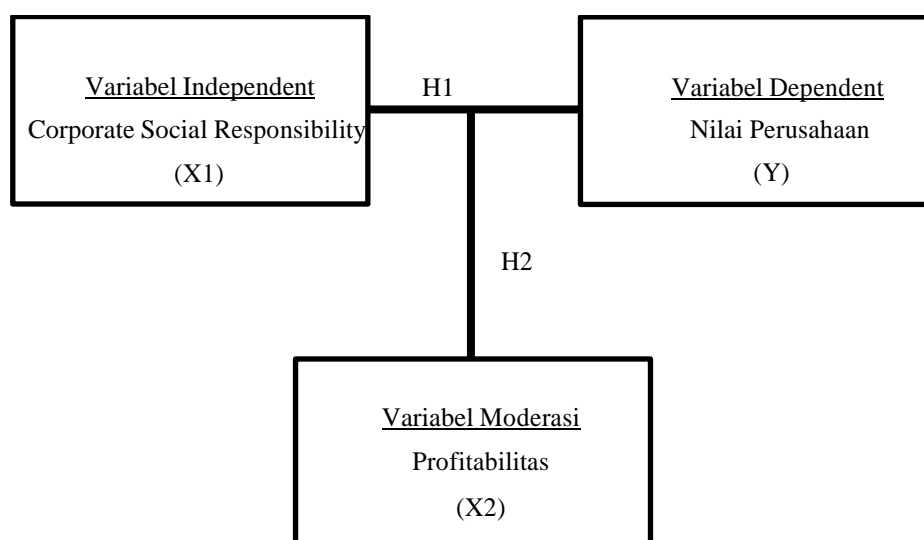 Variabel Independent
Corporate Social Responsibility
(X1)
H1
Variabel Dependent
Nilai Perusahaan
(Y)
H2
Variabel Moderasi
Profitabilitas
(X2)